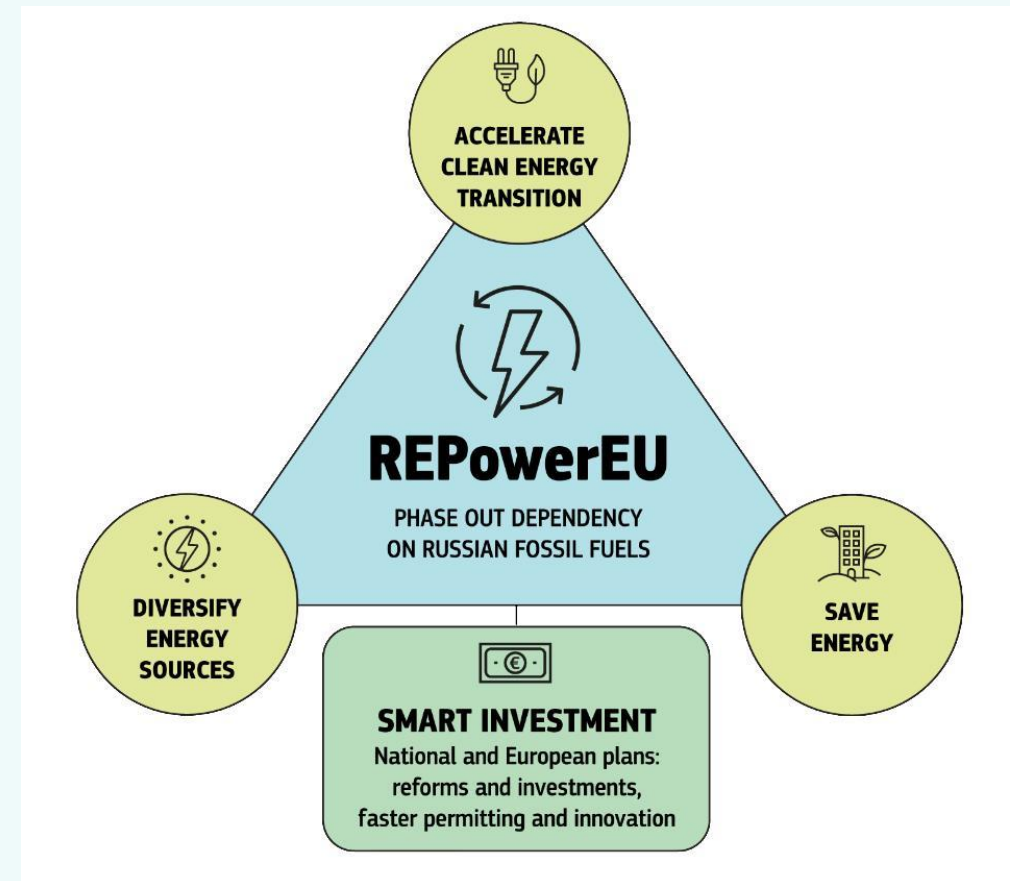 ACCELERATE
CLEAN ENERGY
TRANSITION
REPowerEU
PHASE OUT DEPENDENCY
ON RUSSIAN FOSSIL FUELS
DIVERSIFY
ENERGY
SOURCES
SAVE
ENERGY
€
SMART INVESTMENT
National and European plans:
reforms and investments,
faster permitting and innovation